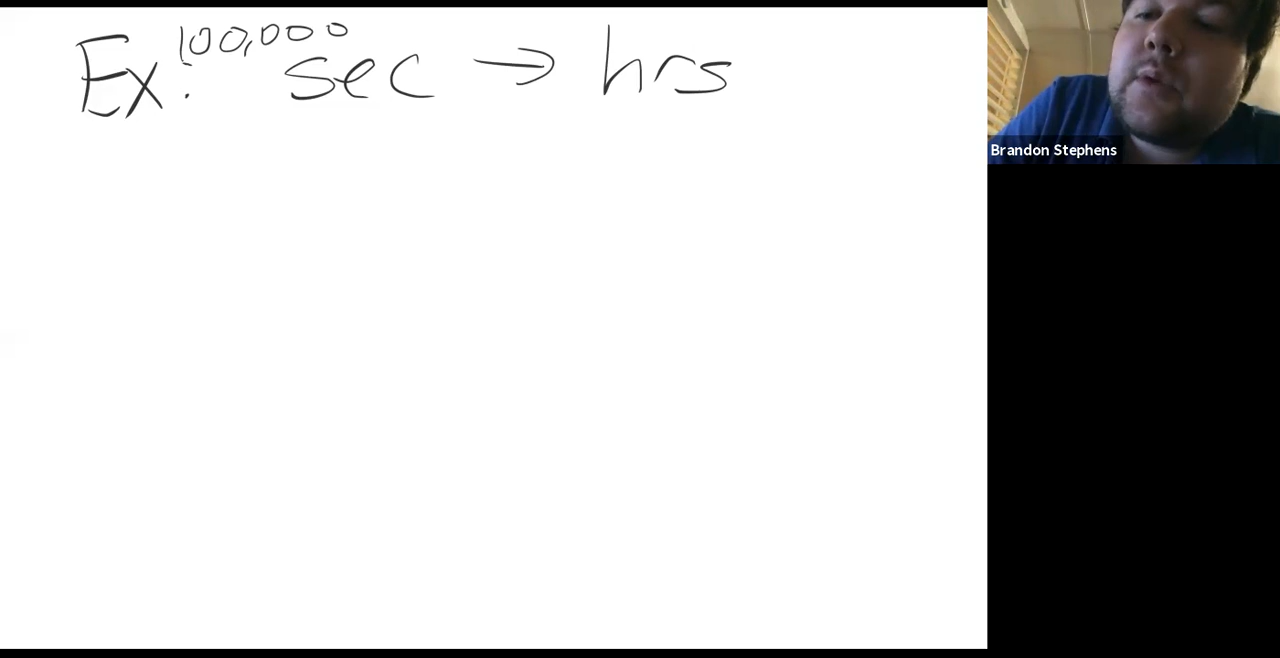 Ex: 100,000 sec → hrs
Brandon Stephens